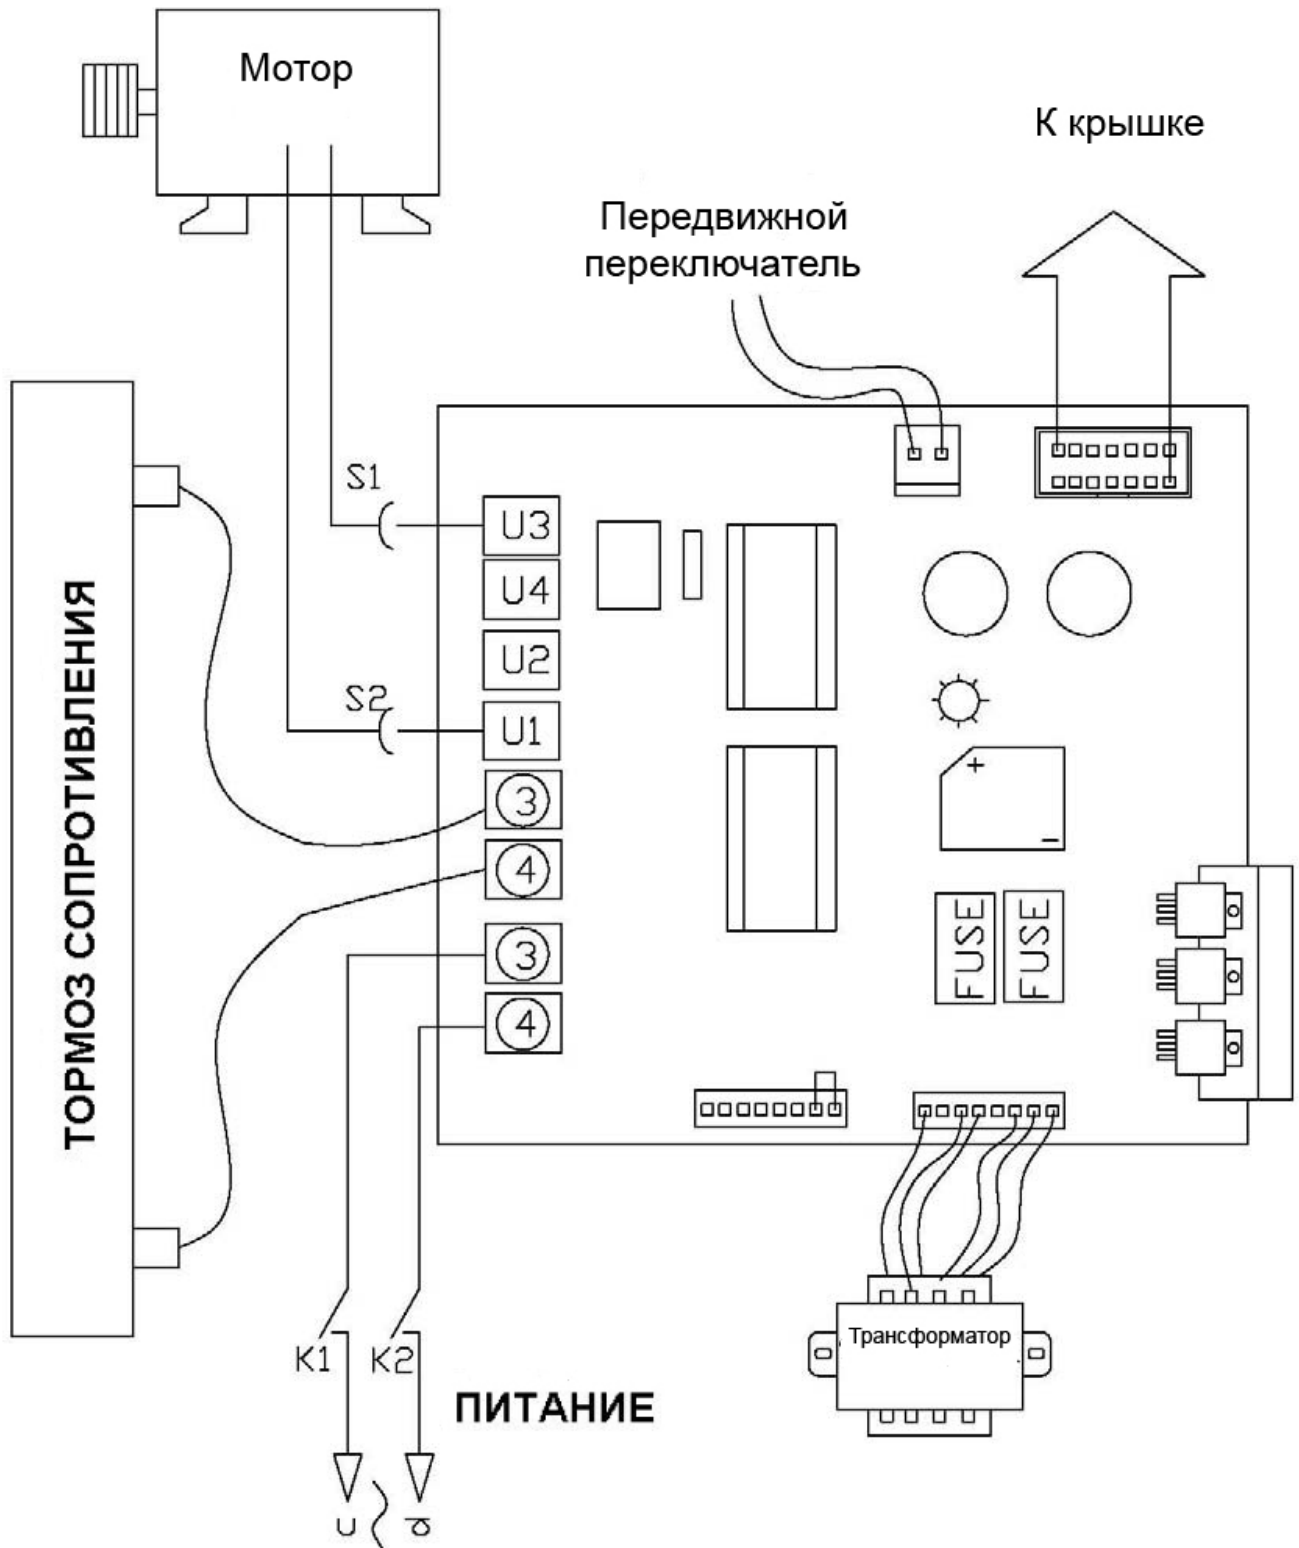 Мотор
К крышке
Передвижной
переключатель
S1
U3
U4
U2
S2
U1
3
4
3
4
ТОРМОЗ СОПРОТИВЛЕНИЯ
+
−
FUSE
FUSE
K1
K2
Трансформатор
ПИТАНИЕ